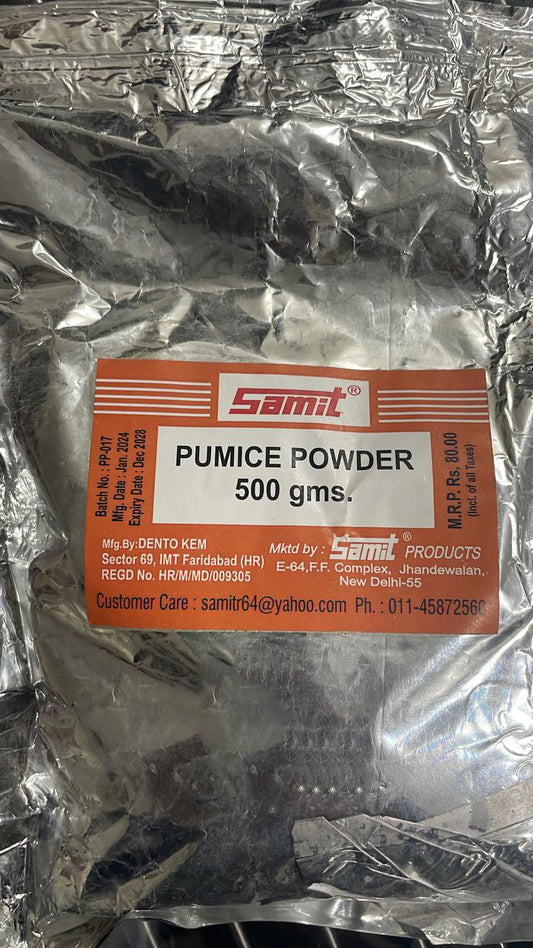 Samit®
PUMICE POWDER
500 gms.
Batch No. : PP-017
Mfg. Date : Jan. 2024
Expiry Date : Dec 2028
M.R.P. Rs. 80.00
(Incl. of all Taxes)
Mfg.By:DENTO KEM
Sector 69, IMT Faridabad (HR)
REGD No. HR/M/MD/009305
Mktd by : Samit® PRODUCTS
E-64,F.F. Complex, Jhandewalan,
New Delhi-55
Customer Care : samitr64@yahoo.com Ph. : 011-45872560